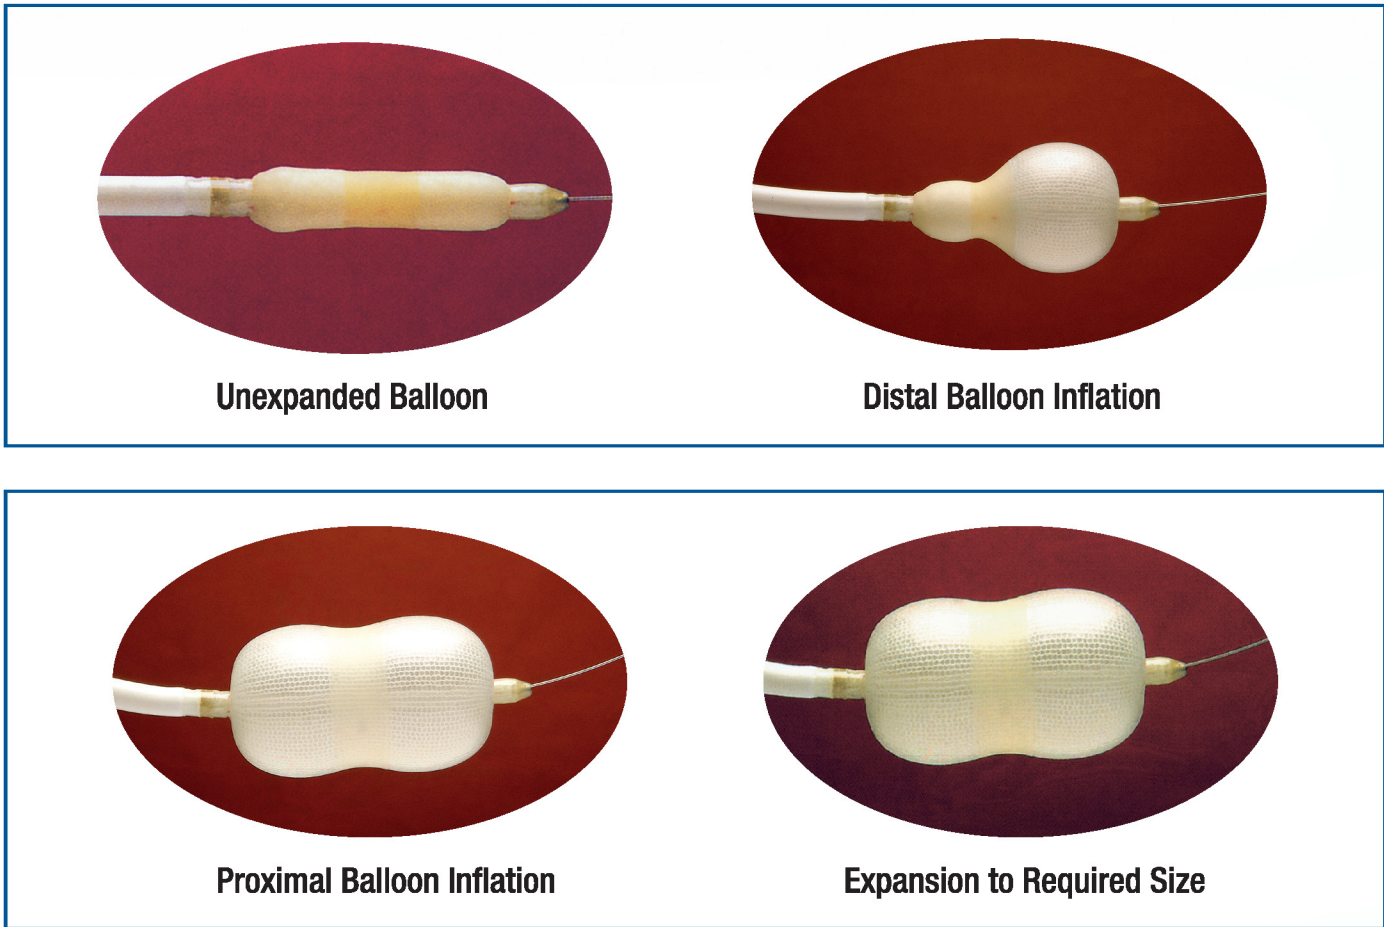 Unexpanded Balloon
Distal Balloon Inflation
Proximal Balloon Inflation
Expansion to Required Size